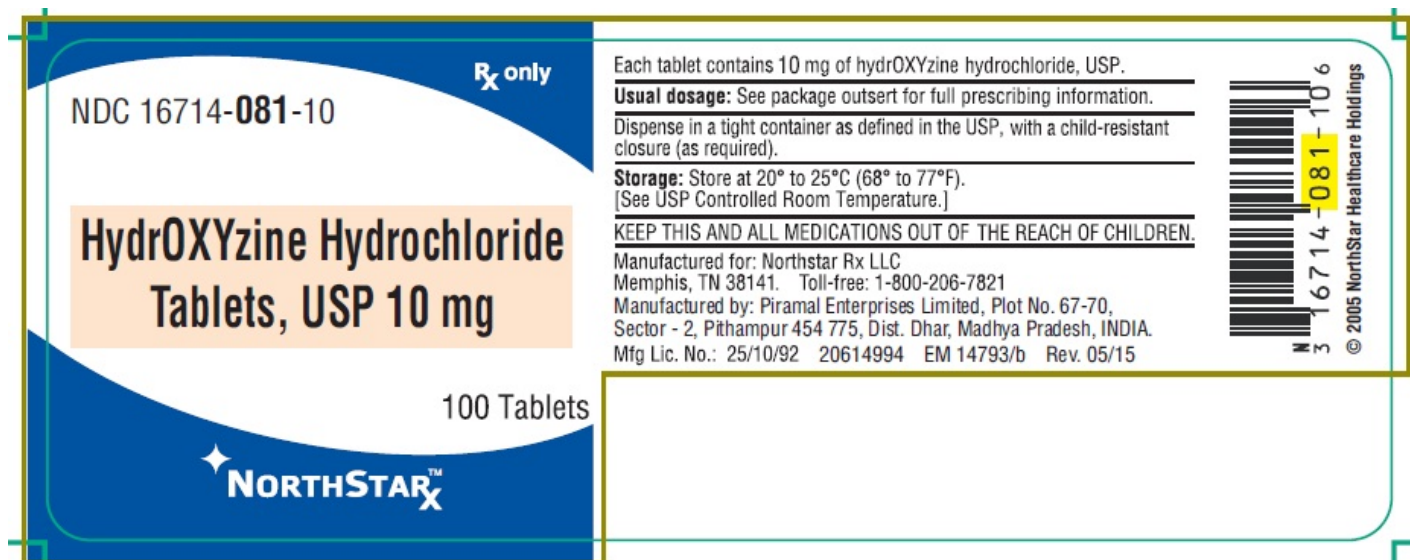 Rx only
NDC 16714-081-10
HydrOXYzine Hydrochloride
Tablets, USP 10 mg
100 Tablets
NORTHSTARX™
Each tablet contains 10 mg of hydrOXYzine hydrochloride, USP.
Usual dosage: See package outsert for full prescribing information.
Dispense in a tight container as defined in the USP, with a child-resistant
closure (as required).
Storage: Store at 20° to 25°C (68° to 77°F).
[See USP Controlled Room Temperature.]
KEEP THIS AND ALL MEDICATIONS OUT OF THE REACH OF CHILDREN.
Manufactured for: Northstar Rx LLC
Memphis, TN 38141. Toll-free: 1-800-206-7821
Manufactured by: Piramal Enterprises Limited, Plot No. 67-70,
Sector - 2, Pithampur 454 775, Dist. Dhar, Madhya Pradesh, INDIA.
Mfg Lic. No.: 25/10/92 20614994 EM 14793/b Rev. 05/15
N
3 16714-081-10 6
© 2005 NorthStar Healthcare Holdings